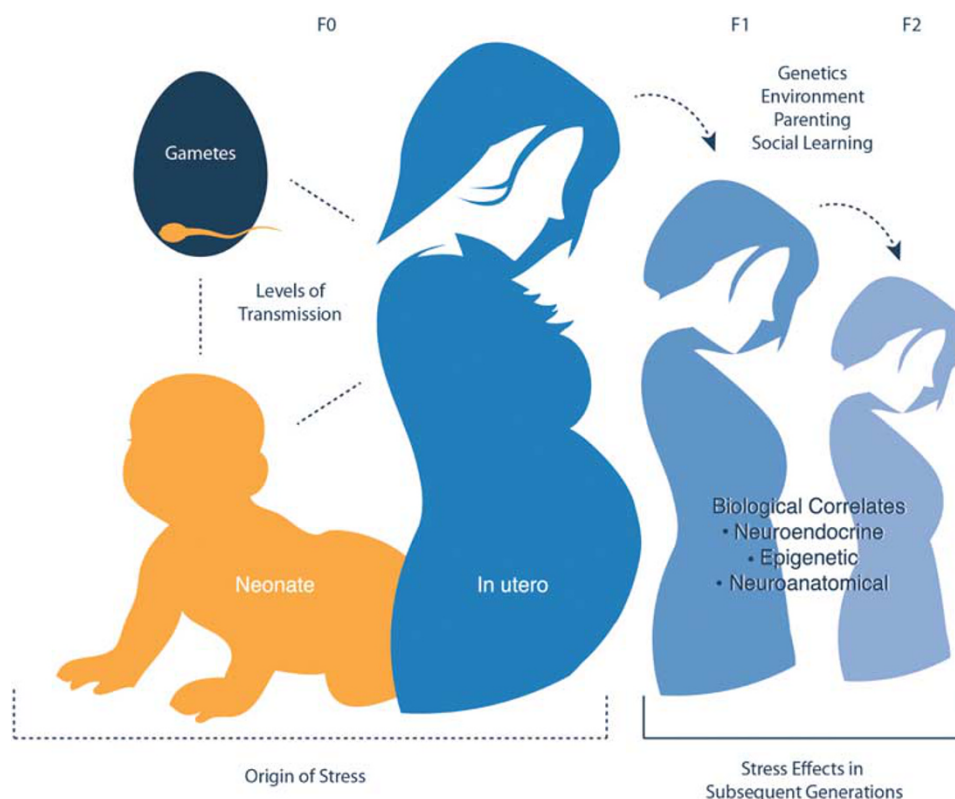 F0
F1
F2
Genetics
Environment
Parenting
Social Learning
Gametes
Levels of
Transmission
Neonate
In utero
Biological Correlates
• Neuroendocrine
• Epigenetic
• Neuroanatomical
Origin of Stress
Stress Effects in
Subsequent Generations